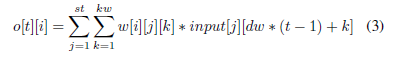 o[t][i] = \sum_{j=1}^{st} \sum_{k=1}^{kw} w[i][j][k] * input[j][dw * (t − 1) + k] (3)